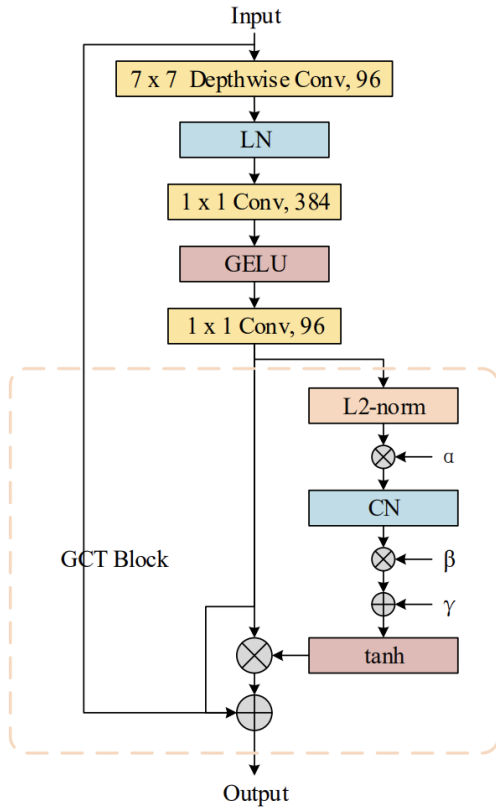 Input
7 x 7 Depthwise Conv, 96
LN
1 x 1 Conv, 384
GELU
1 x 1 Conv, 96
L2-norm
α
CN
GCT Block
β
γ
tanh
Output